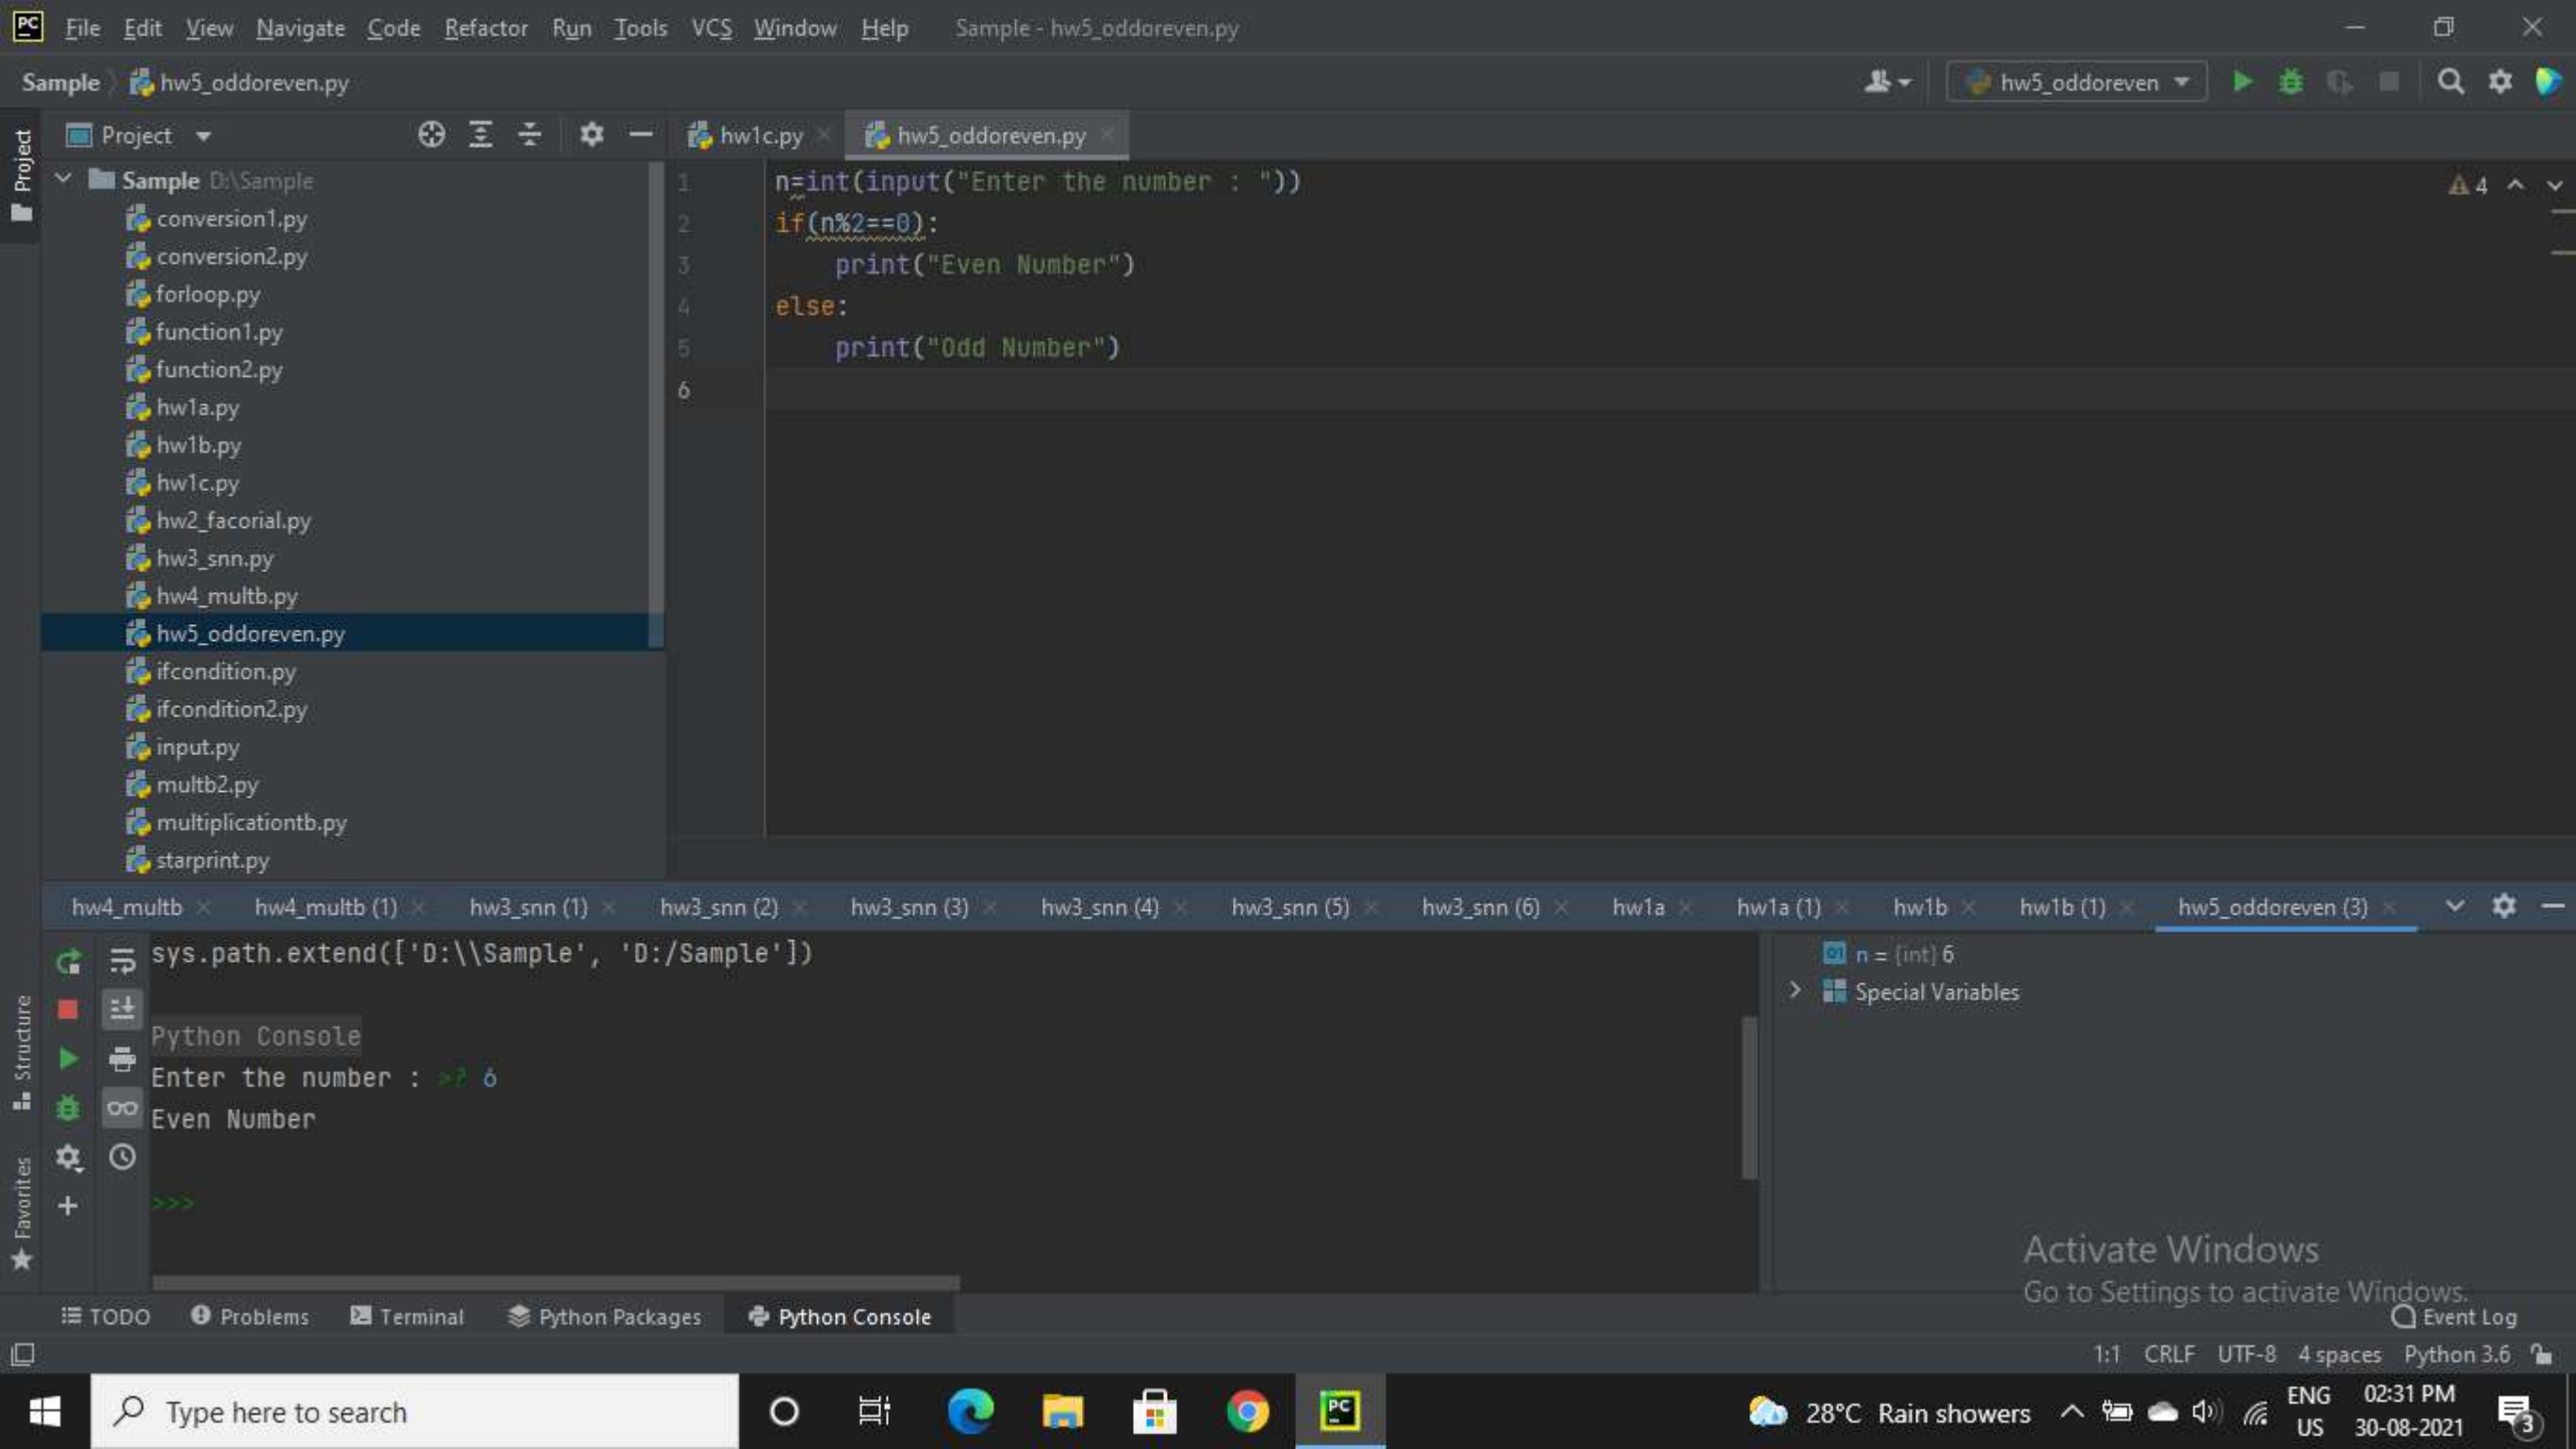 PC File Edit View Navigate Code Refactor Run Tools VCS Window Help Sample - hw5_oddoreven.py
Sample hw5_oddoreven.py hw5_oddoreven
Project Project hw1c.py hw5_oddoreven.py
Sample D:\Sample
conversion1.py
conversion2.py
forloop.py
function1.py
function2.py
hw1a.py
hw1b.py
hw1c.py
hw2_facorial.py
hw3_snn.py
hw4_multb.py
hw5_oddoreven.py
ifcondition.py
ifcondition2.py
input.py
multb2.py
multiplicationtb.py
starprint.py
1 n=int(input("Enter the number : ")) 4
2 if(n%2==0):
3     print("Even Number")
4 else:
5     print("Odd Number")
6
hw4_multb hw4_multb (1) hw3_snn (1) hw3_snn (2) hw3_snn (3) hw3_snn (4) hw3_snn (5) hw3_snn (6) hw1a hw1a (1) hw1b hw1b (1) hw5_oddoreven (3)
sys.path.extend(['D:\\Sample', 'D:/Sample'])
Python Console
Enter the number : >? 6
Even Number
>>>
n = {int} 6
Special Variables
Structure
Favorites
Activate Windows
Go to Settings to activate Windows.
TODO Problems Terminal Python Packages Python Console Event Log
1:1 CRLF UTF-8 4 spaces Python 3.6
Type here to search PC 28°C Rain showers ENG 02:31 PM
US 30-08-2021 3